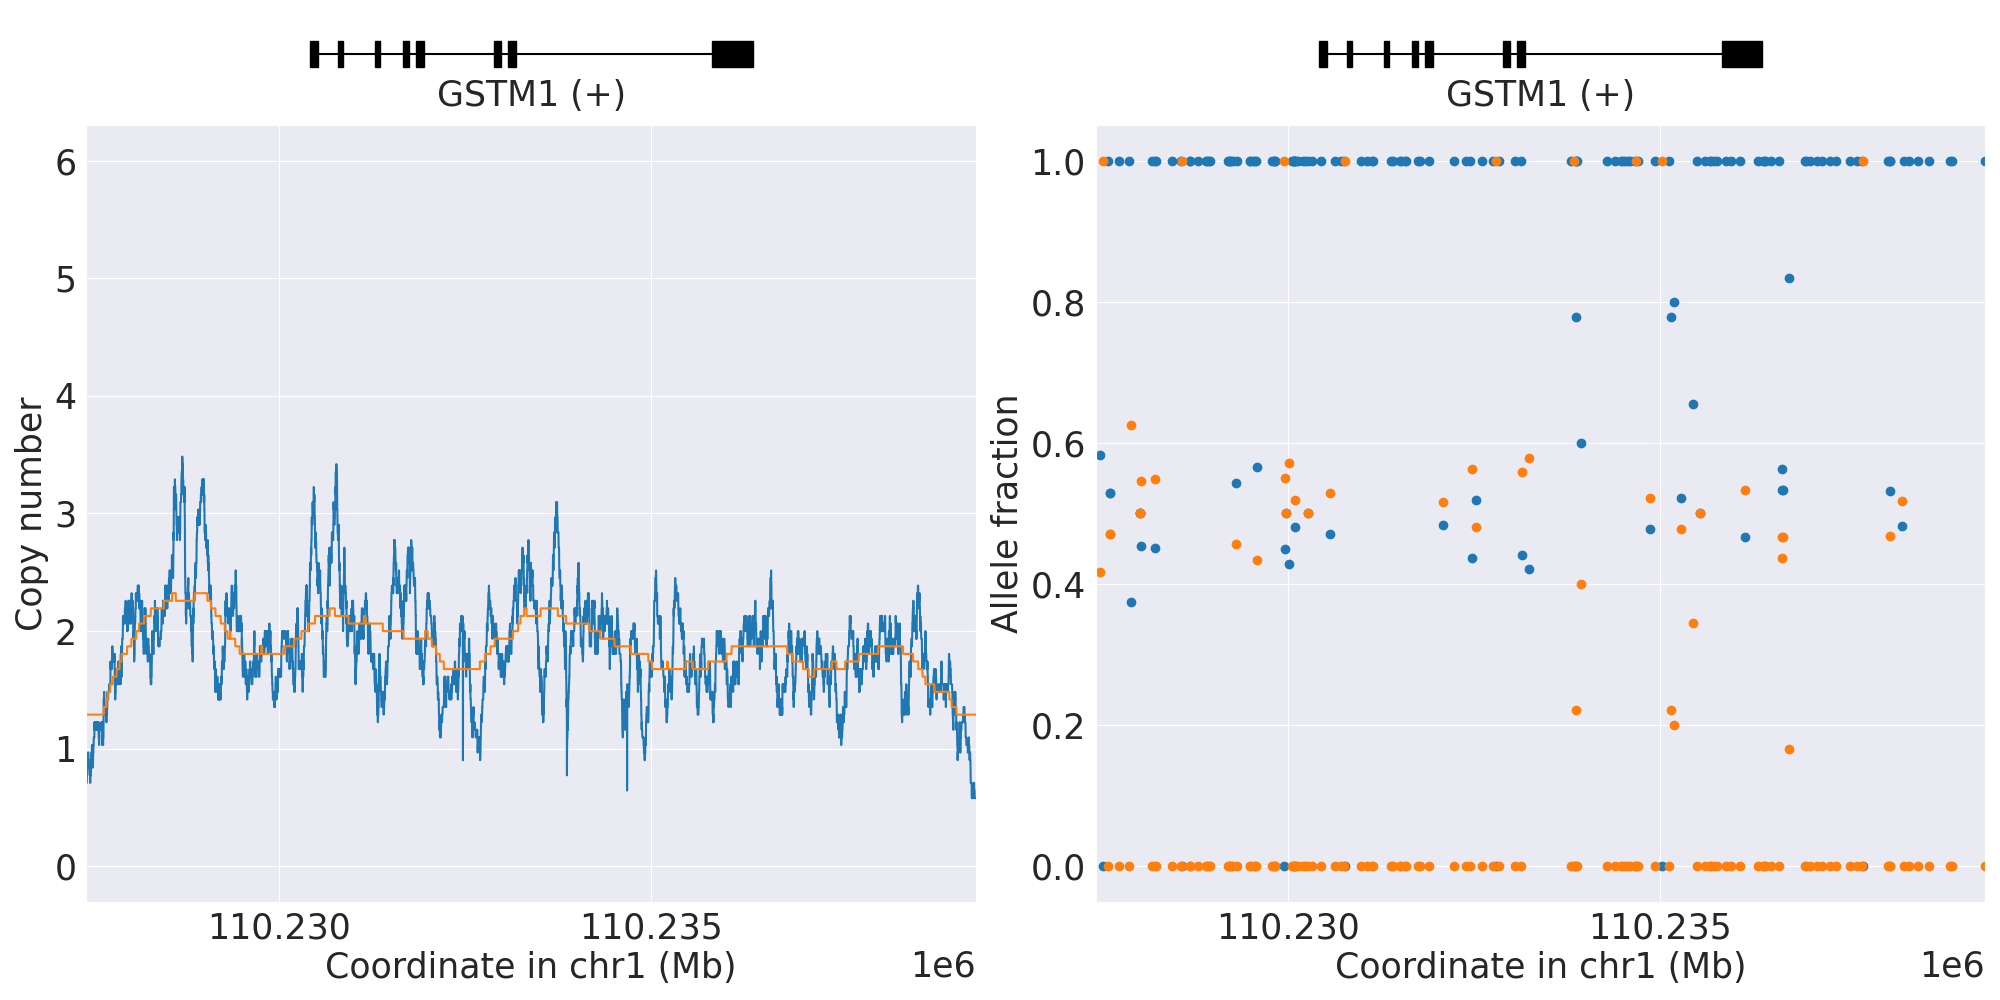 GSTM1 (+)
6
5
4
3
2
1
0
Copy number
110.230
110.235
Coordinate in chr1 (Mb)
1e6
GSTM1 (+)
1.0
0.8
0.6
0.4
0.2
0.0
Allele fraction
110.230
110.235
Coordinate in chr1 (Mb)
1e6